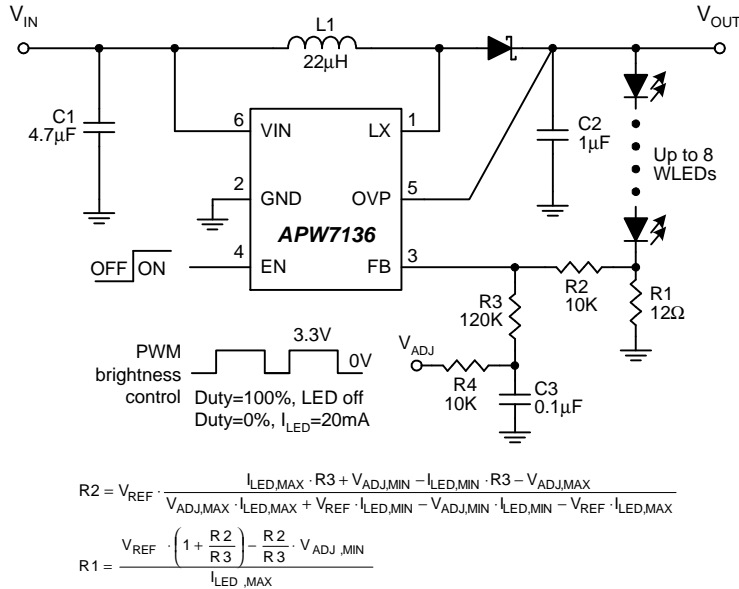 V_IN
L1
22μH
V_OUT
C1
4.7μF
6
VIN
LX
1
C2
1μF
Up to 8
WLEDs
2
GND
OVP
5
APW7136
OFF
ON
4
EN
FB
3
R2
10K
R1
12Ω
R3
120K
V_ADJ
R4
10K
C3
0.1μF
PWM
brightness
control
3.3V
0V
Duty=100%, LED off
Duty=0%, I_LED=20mA
R2 = V_REF · (I_LED,MAX · R3 + V_ADJ,MIN − I_LED,MIN · R3 − V_ADJ,MAX) / (V_ADJ,MAX · I_LED,MAX + V_REF · I_LED,MIN − V_ADJ,MIN · I_LED,MIN − V_REF · I_LED,MAX)
R1 = (V_REF · (1 + R2/R3) − R2/R3 · V_ADJ,MIN) / I_LED,MAX